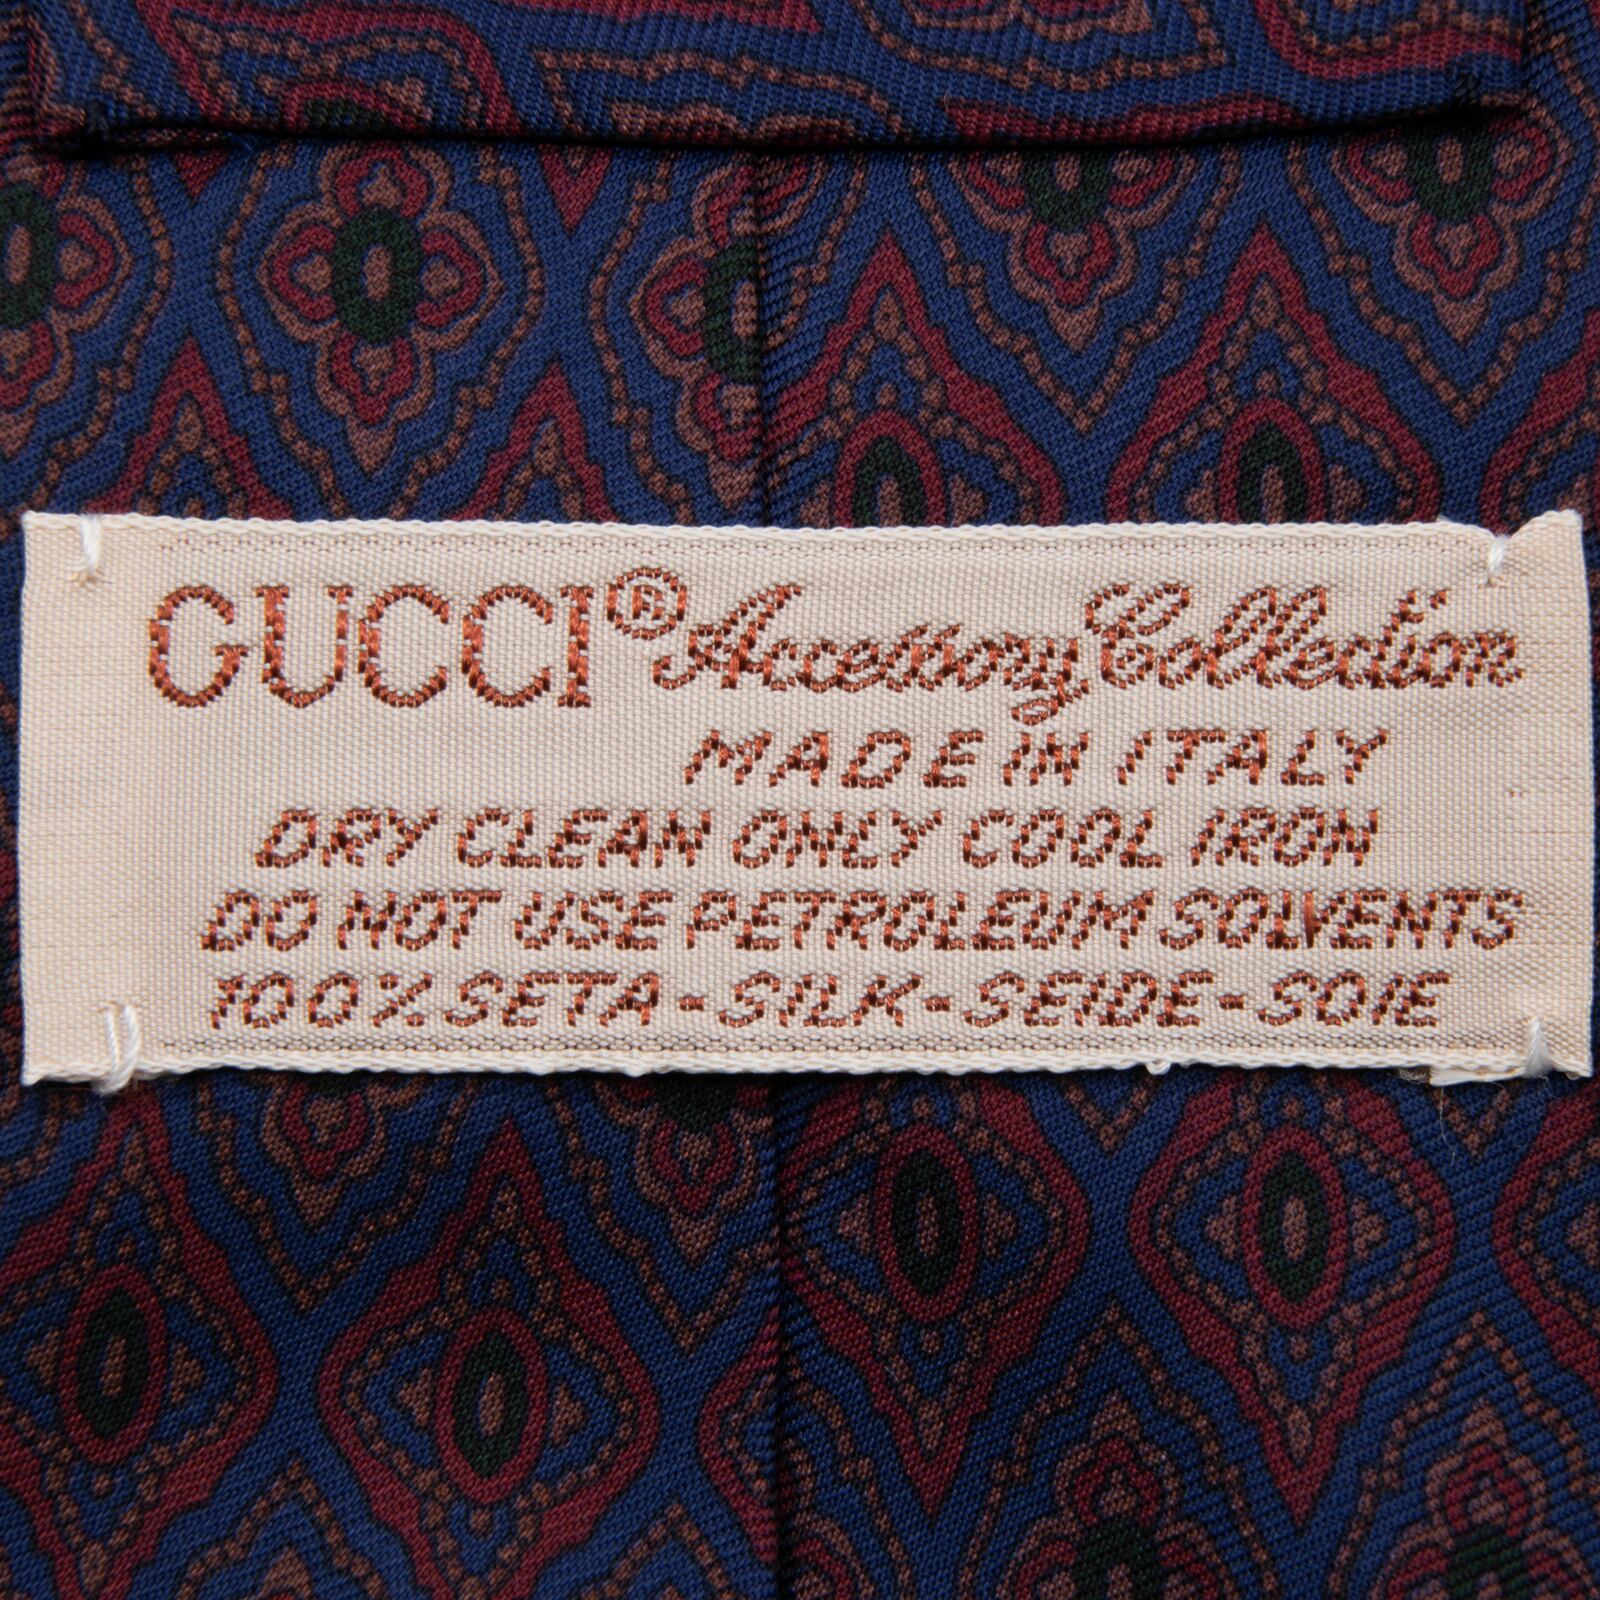 GUCCI® Accessory Collection
MADE IN ITALY
DRY CLEAN ONLY COOL IRON
DO NOT USE PETROLEUM SOLVENTS
100% SETA-SILK-SEIDE-SOIE